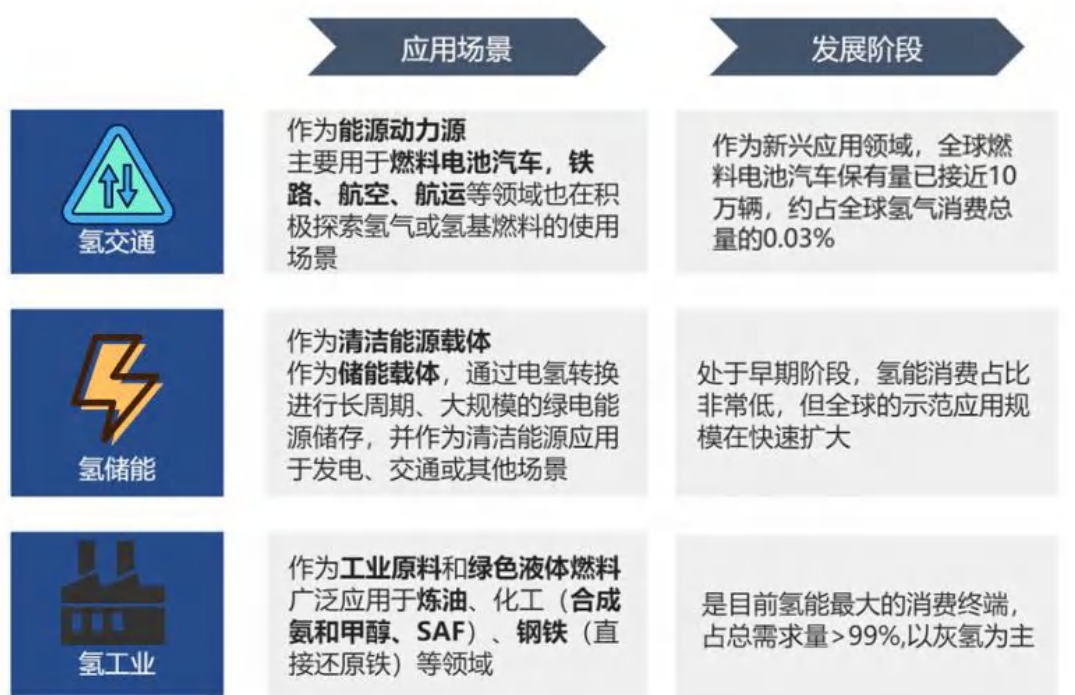 应用场景
发展阶段
氢交通
作为能源动力源
主要用于燃料电池汽车，铁
路、航空、航运等领域也在积
极探索氢气或氢基燃料的使用
场景
作为新兴应用领域，全球燃
料电池汽车保有量已接近10
万辆，约占全球氢气消费总
量的0.03%
氢储能
作为清洁能源载体
作为储能载体，通过电氢转换
进行长周期、大规模的绿电能
源储存，并作为清洁能源应用
于发电、交通或其他场景
处于早期阶段，氢能消费占比
非常低，但全球的示范应用规
模在快速扩大
氢工业
作为工业原料和绿色液体燃料
广泛应用于炼油、化工（合成
氨和甲醇、SAF）、钢铁（直
接还原铁）等领域
是目前氢能最大的消费终端，
占总需求量>99%,以灰氢为主